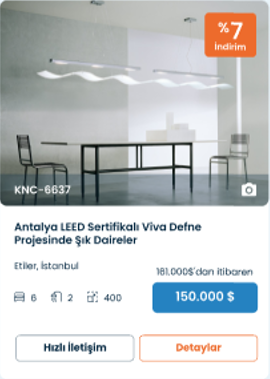 %7
İndirim
KNC-6637
Antalya LEED Sertifikalı Viva Defne
Projesinde Şık Daireler
Etiler, İstanbul
161.000$'dan itibaren
6 2 400
150.000 $
Hızlı İletişim
Detaylar